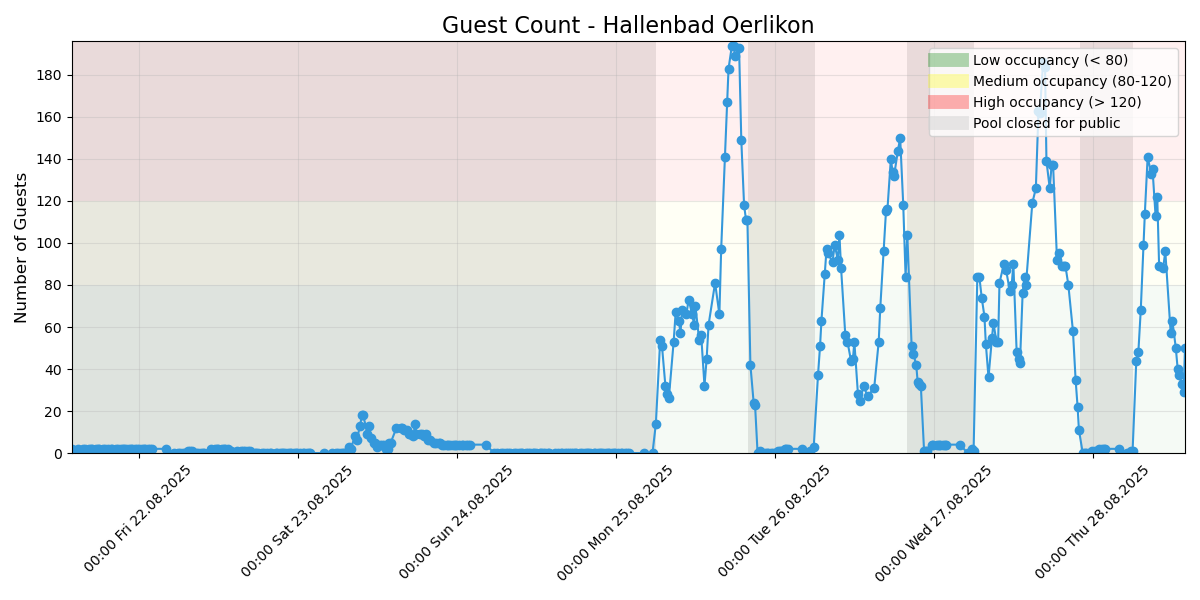 Guest Count - Hallenbad Oerlikon
Number of Guests
180
160
140
120
100
80
60
40
20
0
Low occupancy (< 80)
Medium occupancy (80-120)
High occupancy (> 120)
Pool closed for public
00:00 Fri 22.08.2025
00:00 Sat 23.08.2025
00:00 Sun 24.08.2025
00:00 Mon 25.08.2025
00:00 Tue 26.08.2025
00:00 Wed 27.08.2025
00:00 Thu 28.08.2025